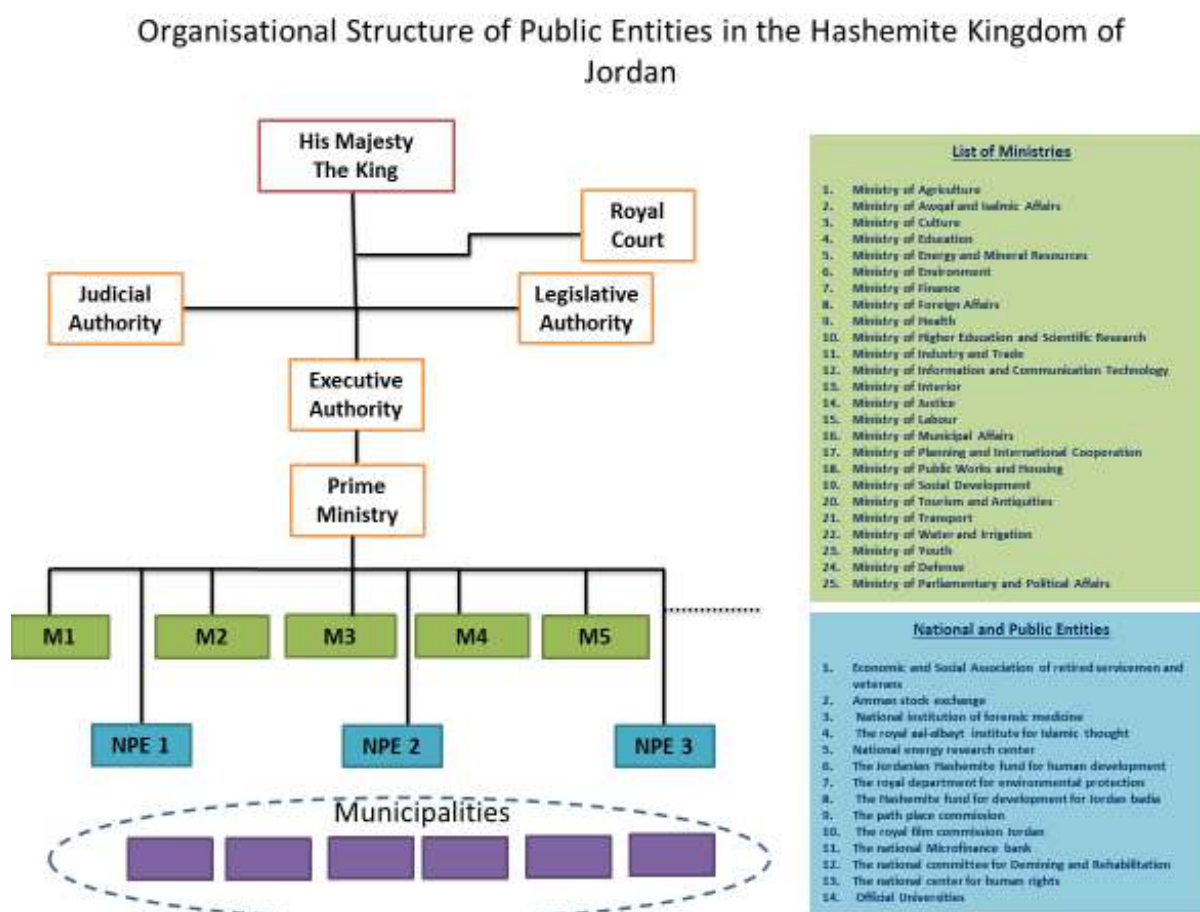 Organisational Structure of Public Entities in the Hashemite Kingdom of
Jordan
His Majesty
The King
Royal
Court
Judicial
Authority
Legislative
Authority
Executive
Authority
Prime
Ministry
M1
M2
M3
M4
M5
NPE 1
NPE 2
NPE 3
Municipalities
List of Ministries
1. Ministry of Agriculture
2. Ministry of Awqaf and Isalmic Affairs
3. Ministry of Culture
4. Ministry of Education
5. Ministry of Energy and Mineral Resources
6. Ministry of Environment
7. Ministry of Finance
8. Ministry of Foreign Affairs
9. Ministry of Health
10. Ministry of Higher Education and Scientific Research
11. Ministry of Industry and Trade
12. Ministry of Information and Communication Technology
13. Ministry of Interior
14. Ministry of Justice
15. Ministry of Labour
16. Ministry of Municipal Affairs
17. Ministry of Planning and International Cooperation
18. Ministry of Public Works and Housing
19. Ministry of Social Development
20. Ministry of Tourism and Antiquities
21. Ministry of Transport
22. Ministry of Water and Irrigation
23. Ministry of Youth
24. Ministry of Defense
25. Ministry of Parliamentary and Political Affairs
National and Public Entities
1. Economic and Social Association of retired servicemen and
veterans
2. Amman stock exchange
3. National institution of forensic medicine
4. The royal aal-albayt institute for Islamic thought
5. National energy research center
6. The Jordanian Hashemite fund for human development
7. The royal department for environmental protection
8. The Hashemite fund for development for Jordan badia
9. The path place commission
10. The royal film commission Jordan
11. The national Microfinance bank
12. The national committee for Demining and Rehabilitation
13. The national center for human rights
14. Official Universities